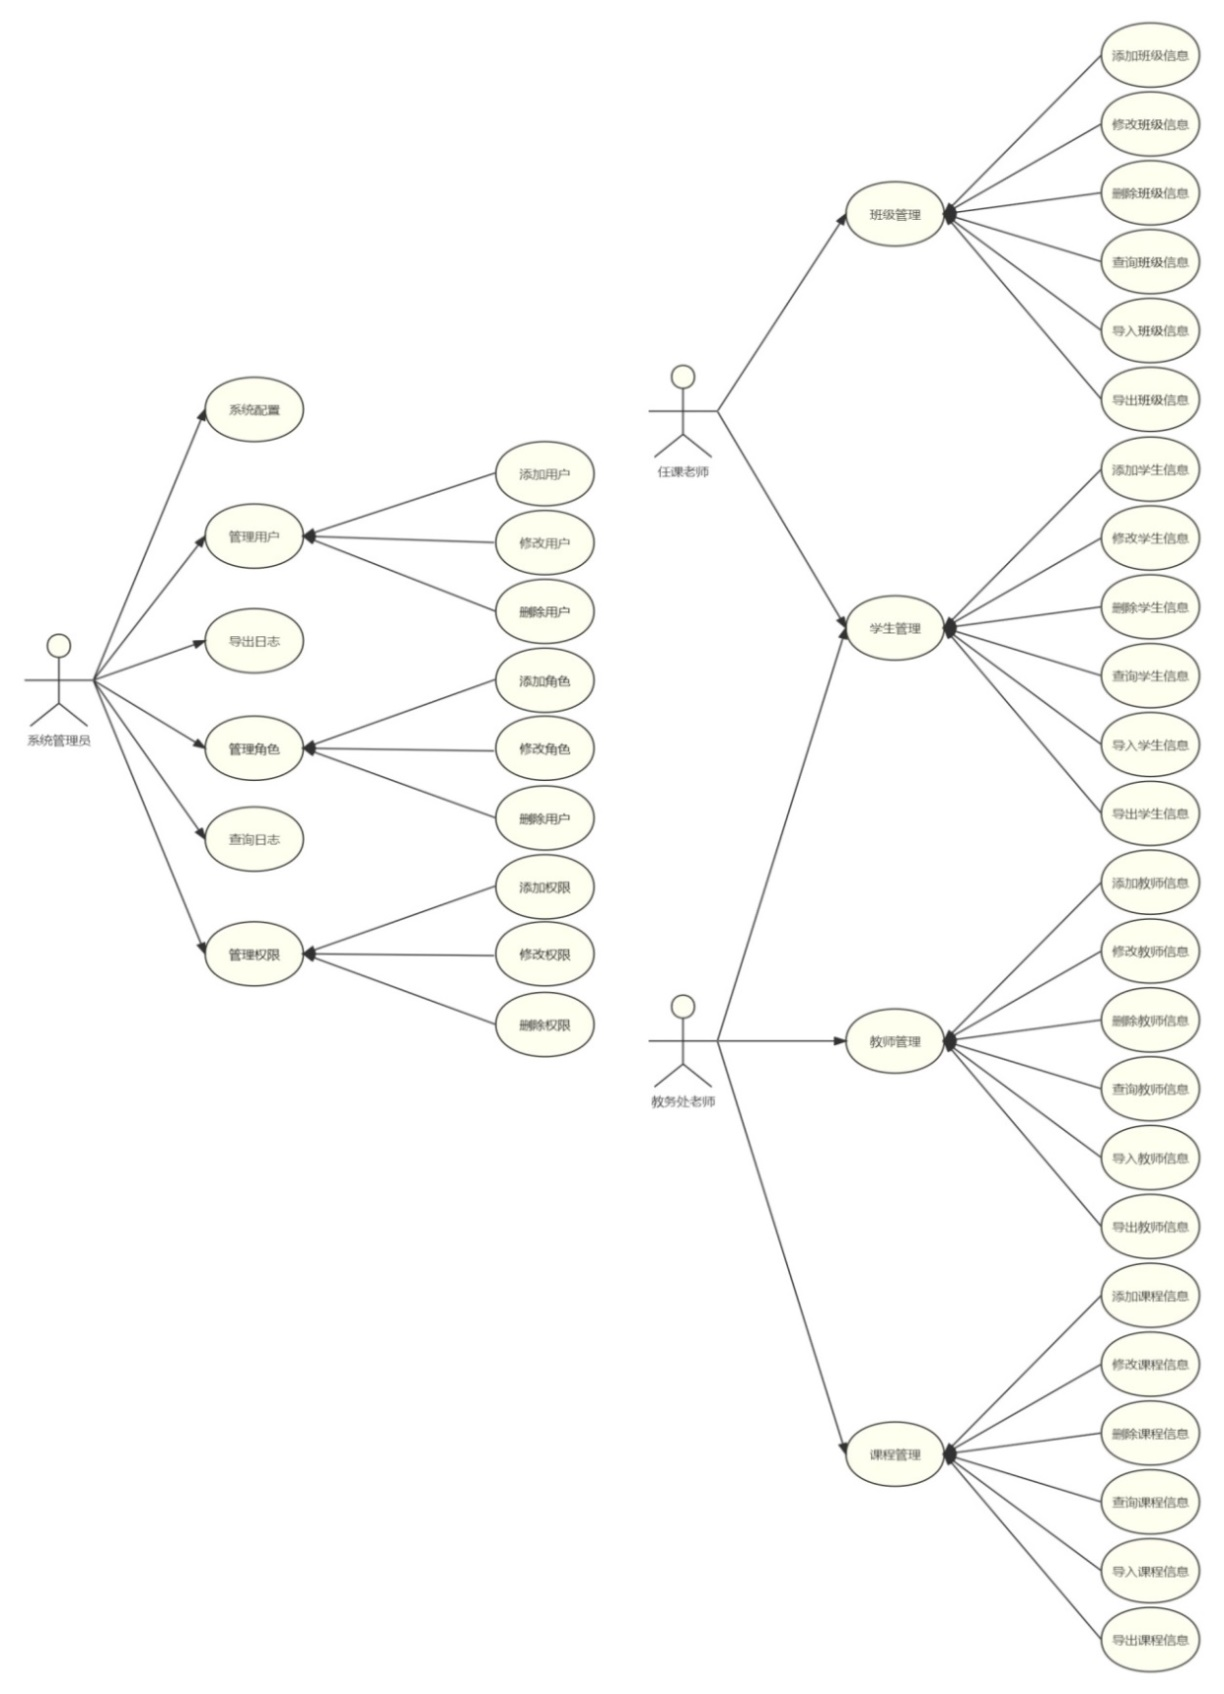 系统管理员
系统配置
管理用户
导出日志
管理角色
查询日志
管理权限
添加用户
修改用户
删除用户
添加角色
修改角色
删除用户
添加权限
修改权限
删除权限
任课老师
教务处老师
班级管理
学生管理
教师管理
课程管理
添加班级信息
修改班级信息
删除班级信息
查询班级信息
导入班级信息
导出班级信息
添加学生信息
修改学生信息
删除学生信息
查询学生信息
导入学生信息
导出学生信息
添加教师信息
修改教师信息
删除教师信息
查询教师信息
导入教师信息
导出教师信息
添加课程信息
修改课程信息
删除课程信息
查询课程信息
导入课程信息
导出课程信息